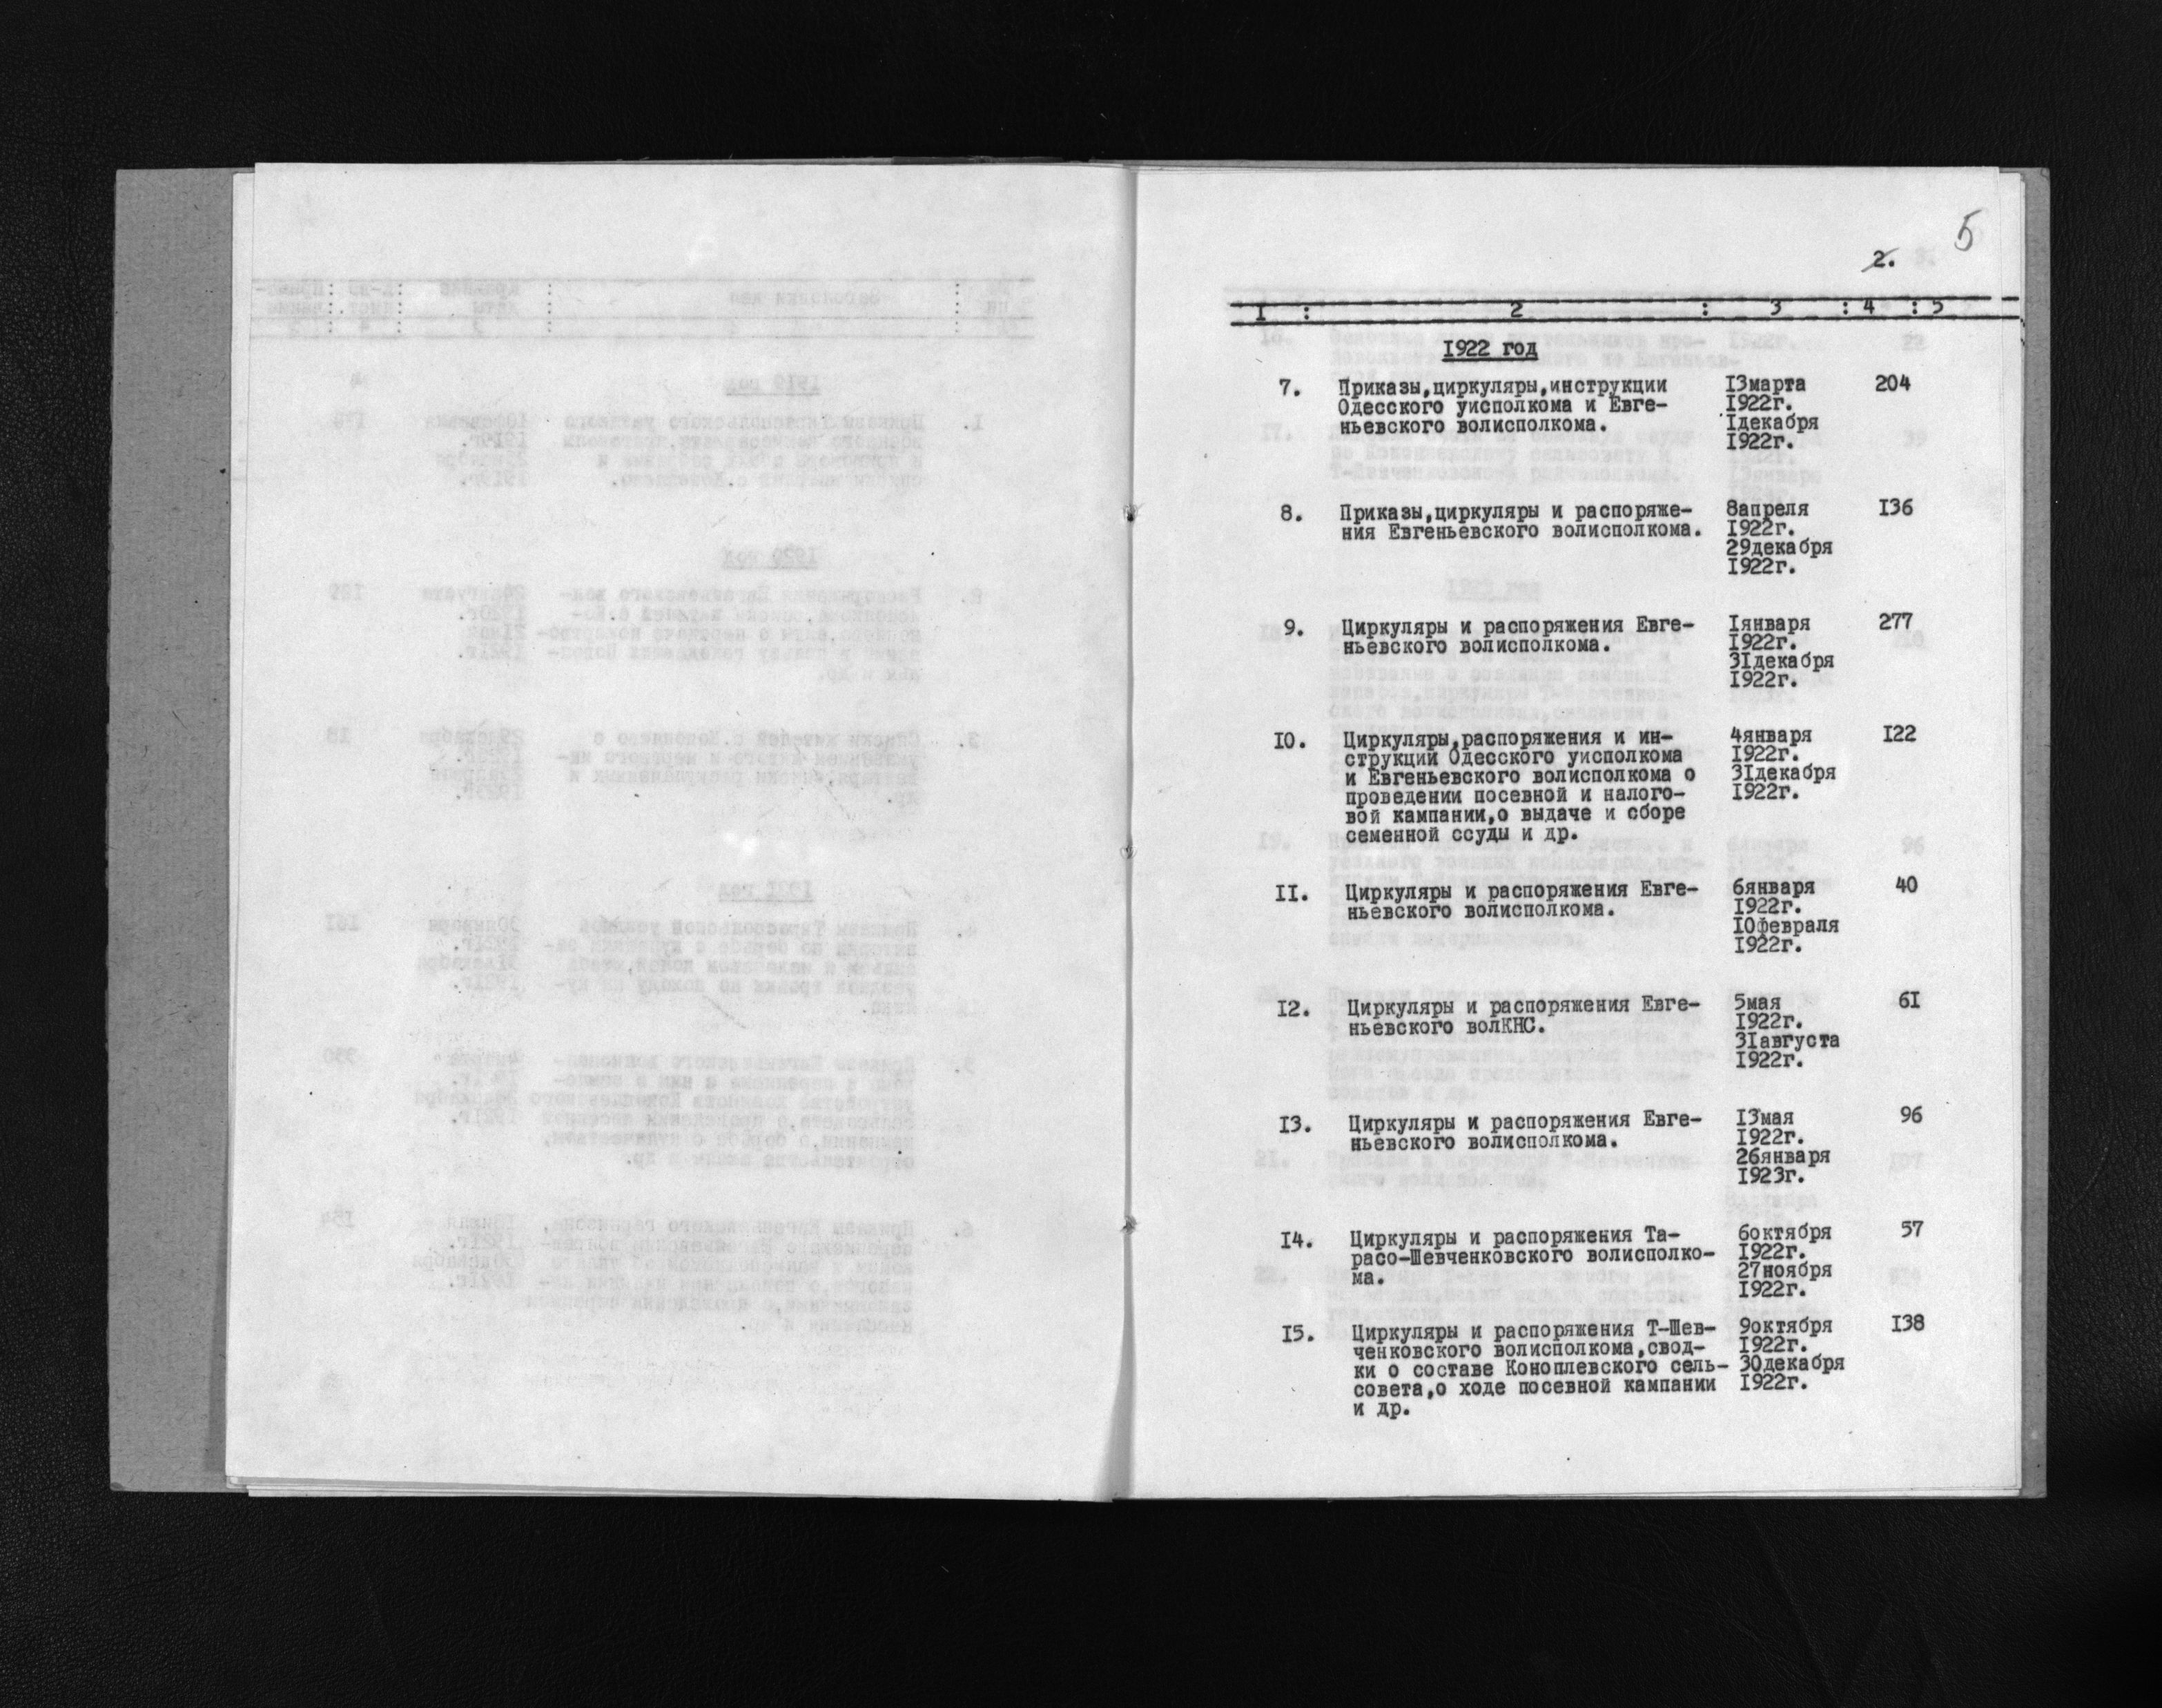 5
2.
I : 2 : 3 : 4 : 5
1922 год
7. Приказы,циркуляры,инструкции 13марта 204
Одесского уисполкома и Евге- 1922г.
ньевского волисполкома. 1декабря
1922г.
8. Приказы,циркуляры и распоряже- 8апреля 136
ния Евгеньевского волисполкома. 1922г.
29декабря
1922г.
9. Циркуляры и распоряжения Евге- 1января 277
ньевского волисполкома. 1922г.
31декабря
1922г.
10. Циркуляры,распоряжения и ин- 4января 122
струкции Одесского уисполкома 1922г.
и Евгеньевского волисполкома о 31декабря
проведении посевной и налого- 1922г.
вой кампании,о выдаче и сборе
семенной ссуды и др.
11. Циркуляры и распоряжения Евге- 6января 40
ньевского волисполкома. 1922г.
10февраля
1922г.
12. Циркуляры и распоряжения Евге- 5мая 61
ньевского волКНС. 1922г.
31августа
1922г.
13. Циркуляры и распоряжения Евге- 13мая 96
ньевского волисполкома. 1922г.
26января
1923г.
14. Циркуляры и распоряжения Та- 6октября 57
расо-Шевченковского волисполко- 1922г.
ма. 27ноября
1922г.
15. Циркуляры и распоряжения Т-Шев- 9октября 138
ченковского волисполкома,свод- 1922г.
ки о составе Коноплевского сель- 30декабря
совета,о ходе посевной кампании 1922г.
и др.